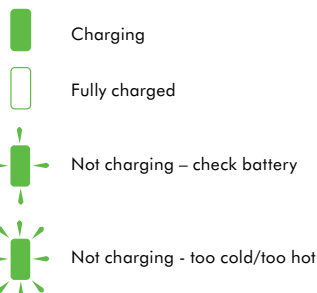 Charging
Fully charged
Not charging – check battery
Not charging - too cold/too hot